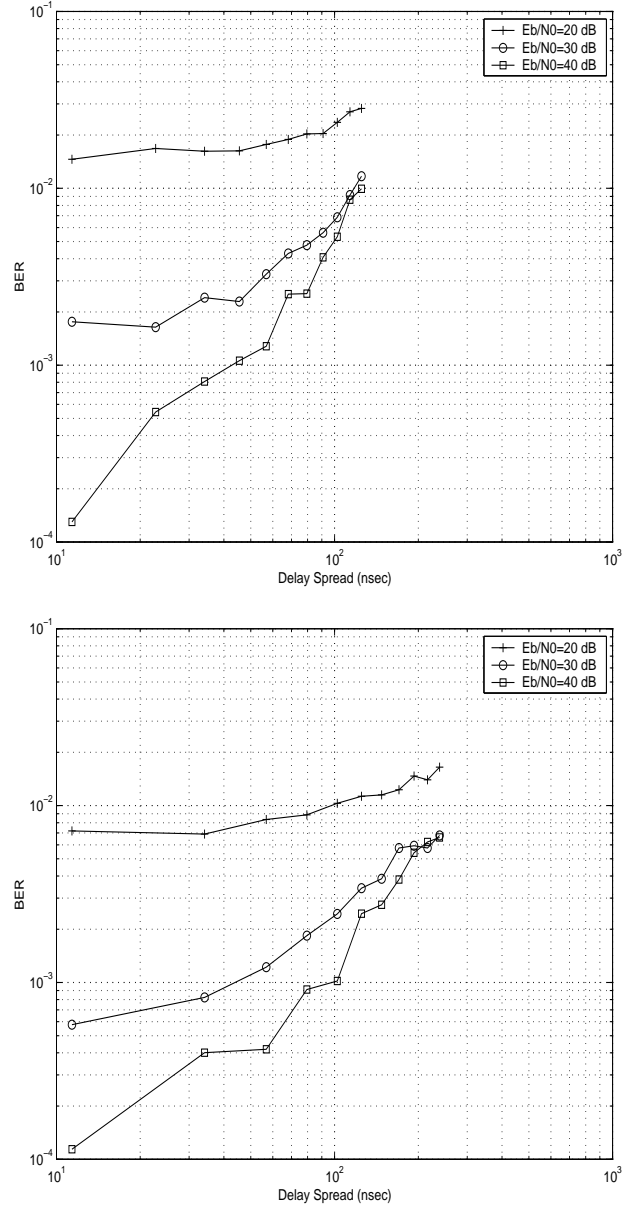 10^-1
Eb/N0=20 dB
Eb/N0=30 dB
Eb/N0=40 dB
10^-2
BER
10^-3
10^-4
10^1
10^2
10^3
Delay Spread (nsec)
10^-1
Eb/N0=20 dB
Eb/N0=30 dB
Eb/N0=40 dB
10^-2
BER
10^-3
10^-4
10^1
10^2
10^3
Delay Spread (nsec)